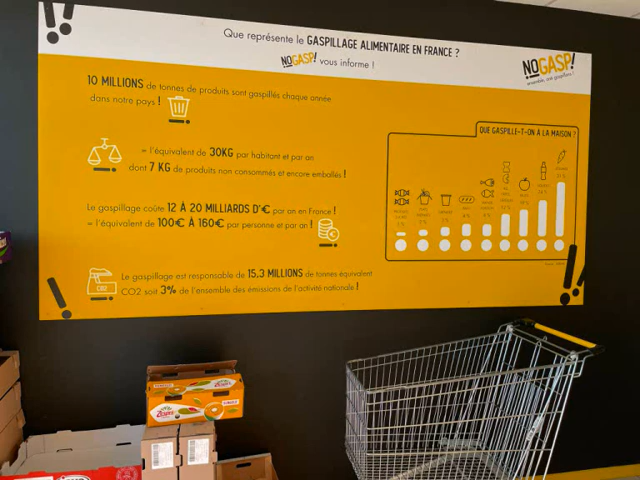 Que représente le GASPILLAGE ALIMENTAIRE EN FRANCE ?
NOGASP! vous informe !
NOGASP!
10 MILLIONS de tonnes de produits sont gaspillés chaque année
dans notre pays !
= l'équivalent de 30KG par habitant et par an
dont 7 KG de produits non consommés et encore emballés !
Le gaspillage coûte 12 À 20 MILLIARDS D'€ par an en France !
= l'équivalent de 100€ À 160€ par personne et par an !
CO2
Le gaspillage est responsable de 15,3 MILLIONS de tonnes équivalent
CO2 soit 3% de l'ensemble des émissions de l'activité nationale !
QUE GASPILLE-T-ON À LA MAISON ?